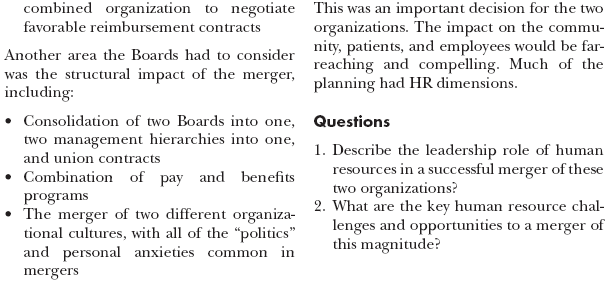 combined organization to negotiate
favorable reimbursement contracts
Another area the Boards had to consider
was the structural impact of the merger,
including:
• Consolidation of two Boards into one,
two management hierarchies into one,
and union contracts
• Combination of pay and benefits
programs
• The merger of two different organiza-
tional cultures, with all of the “politics”
and personal anxieties common in
mergers
This was an important decision for the two
organizations. The impact on the commu-
nity, patients, and employees would be far-
reaching and compelling. Much of the
planning had HR dimensions.
Questions
1. Describe the leadership role of human
resources in a successful merger of these
two organizations?
2. What are the key human resource chal-
lenges and opportunities to a merger of
this magnitude?